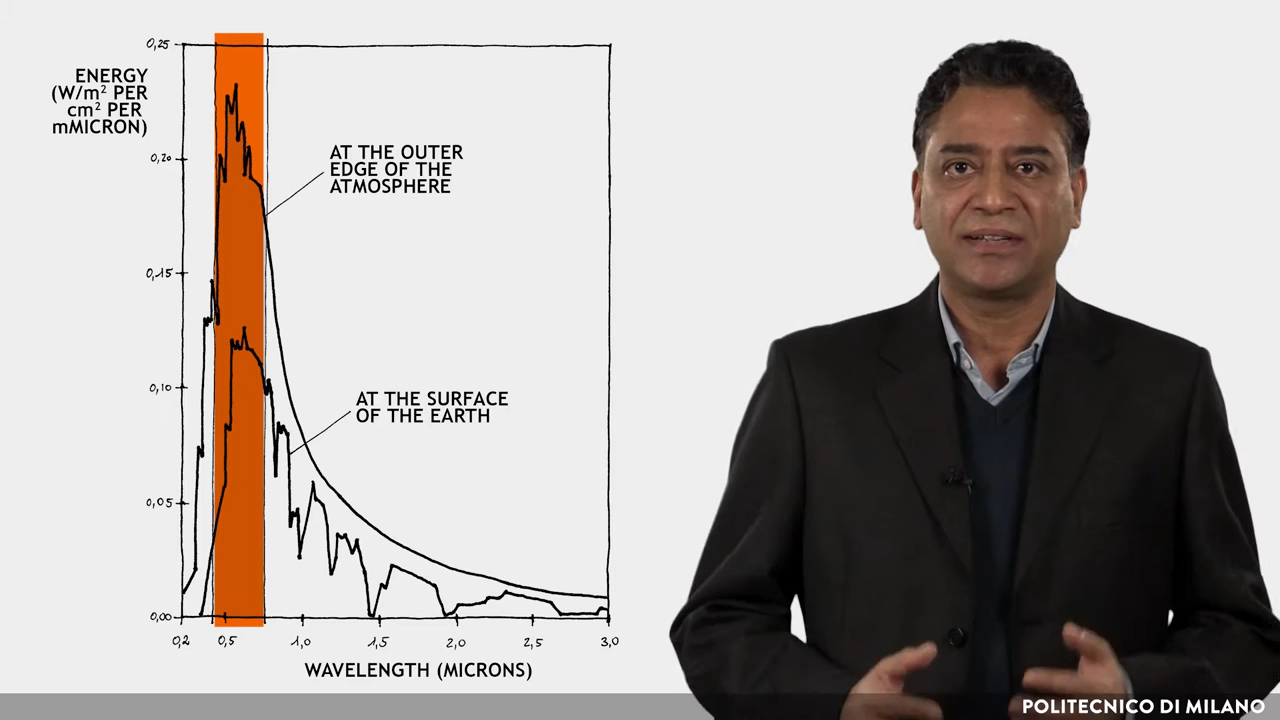 0,25
ENERGY
(W/m² PER
cm² PER
mMICRON)
AT THE OUTER
EDGE OF THE
ATMOSPHERE
0,20
0,15
0,10
AT THE SURFACE
OF THE EARTH
0,05
0,00
0,2 0,5 1,0 1,5 2,0 2,5 3,0
WAVELENGTH (MICRONS)
POLITECNICO DI MILANO